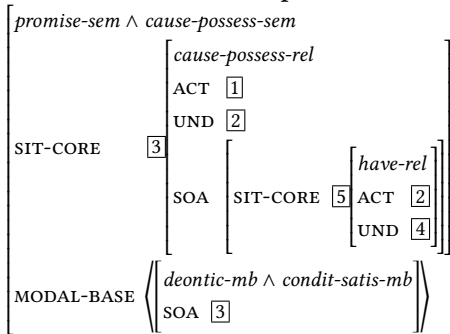 promise-sem ∧ cause-possess-sem
cause-possess-rel
ACT 1
UND 2
SIT-CORE 3
have-rel
SOA SIT-CORE 5 ACT 2
UND 4
deontic-mb ∧ condit-satis-mb
MODAL-BASE ⟨ ⟩
SOA 3